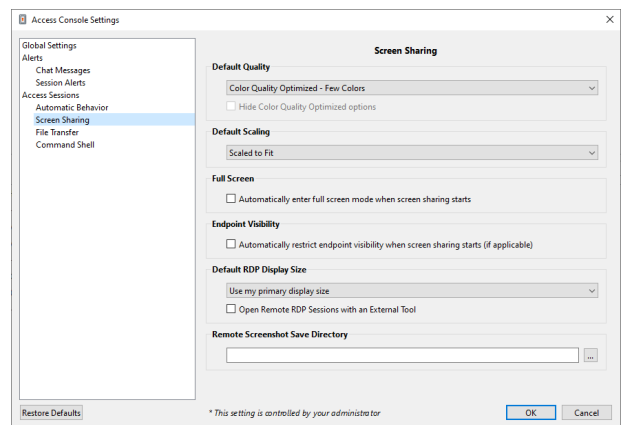 Access Console Settings
Global Settings
Alerts
Chat Messages
Session Alerts
Access Sessions
Automatic Behavior
Screen Sharing
File Transfer
Command Shell
Screen Sharing
Default Quality
Color Quality Optimized - Few Colors
Hide Color Quality Optimized options
Default Scaling
Scaled to Fit
Full Screen
Automatically enter full screen mode when screen sharing starts
Endpoint Visibility
Automatically restrict endpoint visibility when screen sharing starts (if applicable)
Default RDP Display Size
Use my primary display size
Open Remote RDP Sessions with an External Tool
Remote Screenshot Save Directory
...
Restore Defaults
* This setting is controlled by your administrator
OK
Cancel